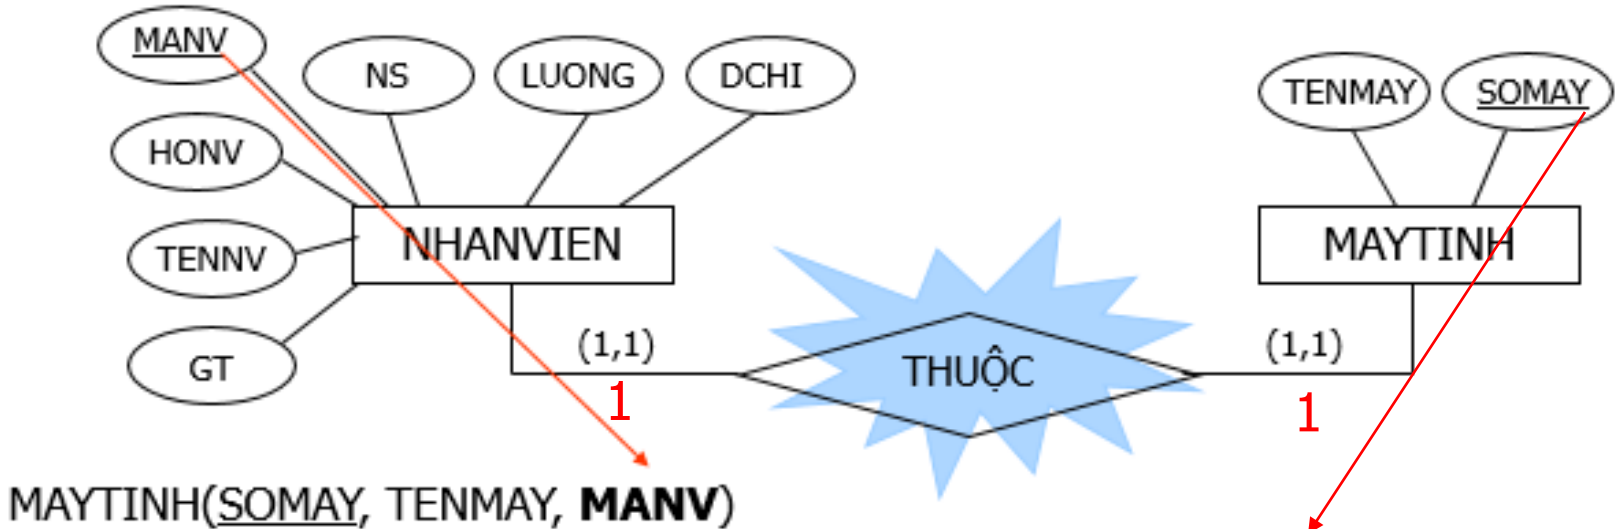 MANV
NS
LUONG
DCHI
TENMAY
SOMAY
HONV
NHANVIEN
MAYTINH
TENNV
(1,1)
(1,1)
GT
THUỘC
1
1
MAYTINH(SOMAY, TENMAY, MANV)